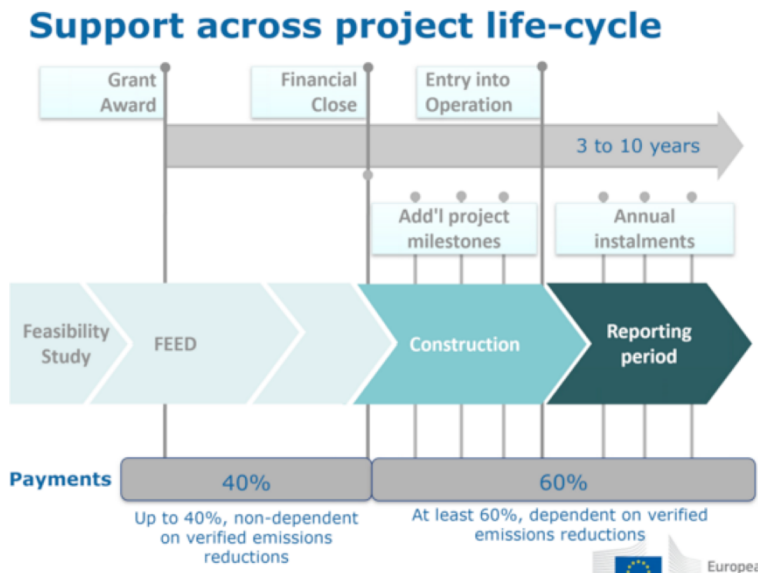 Support across project life-cycle
Grant
Award
Financial
Close
Entry into
Operation
3 to 10 years
Add'l project
milestones
Annual
instalments
Feasibility
Study
FEED
Construction
Reporting
period
Payments
40%
60%
Up to 40%, non-dependent
on verified emissions
reductions
At least 60%, dependent on verified
emissions reductions